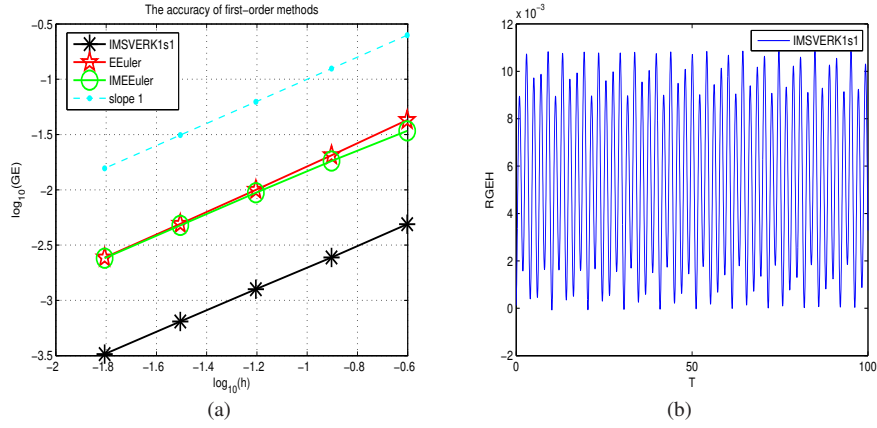 The accuracy of first-order methods
IMSVERK1s1
EEuler
IMEEuler
slope 1
log10(GE)
−0.5
−1
−1.5
−2
−2.5
−3
−3.5
−2 −1.8 −1.6 −1.4 −1.2 −1 −0.8 −0.6
log10(h)
(a)
x 10−3
IMSVERK1s1
RGEH
12
10
8
6
4
2
0
−2
0 50 100
T
(b)